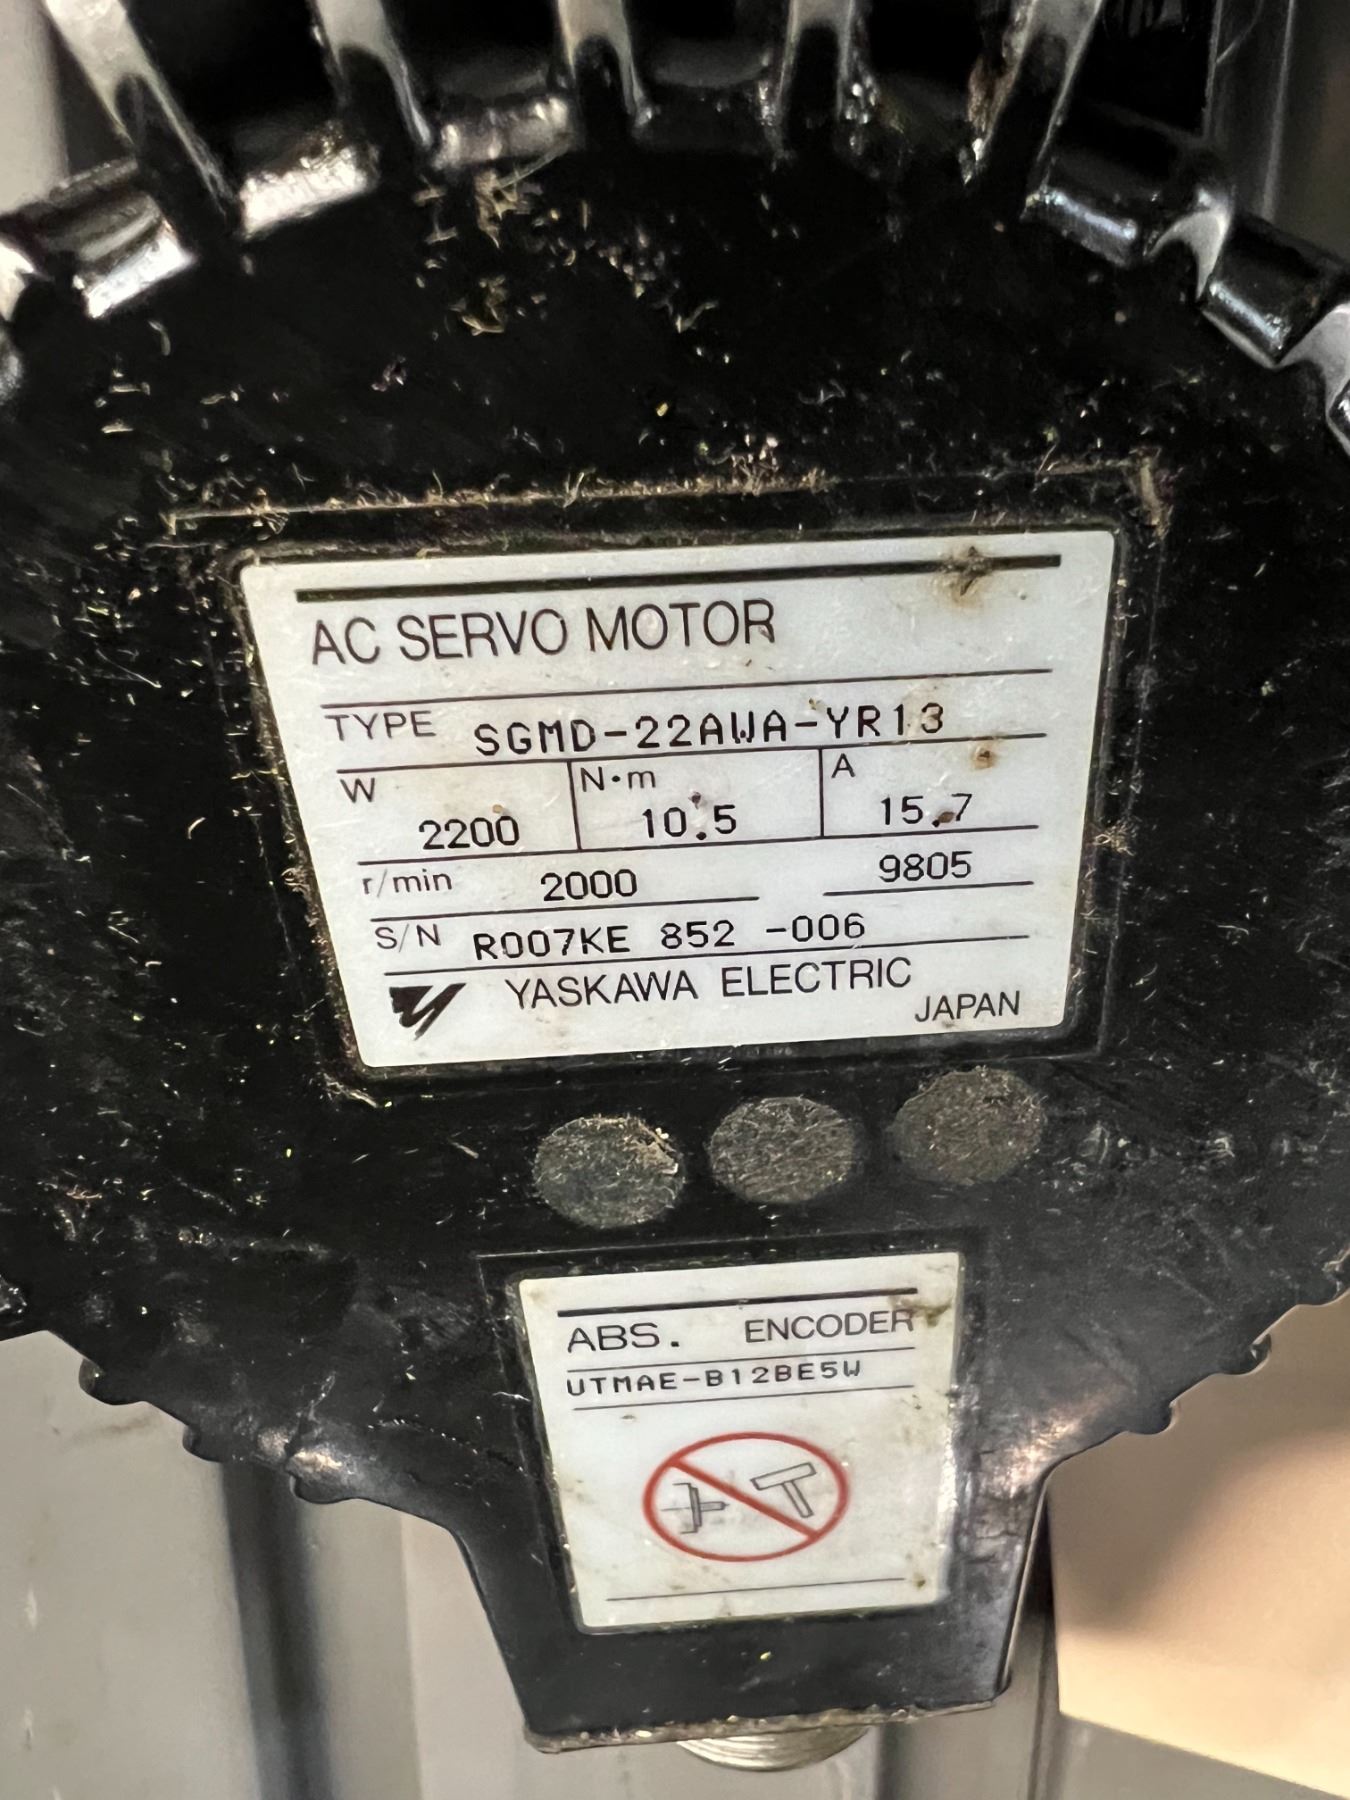 AC SERVO MOTOR
TYPE SGMD-22AWA-YR13
W 2200 N·m 10.5 A 15.7
r/min 2000 9805
S/N R007KE 852 -006
YASKAWA ELECTRIC
JAPAN
ABS. ENCODER
UTMAE-B12BE5W